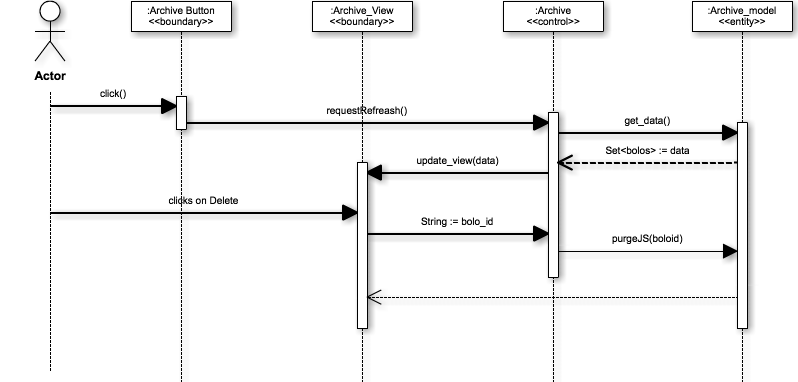 :Archive Button
<<boundary>>
:Archive_View
<<boundary>>
:Archive
<<control>>
:Archive_model
<<entity>>
Actor
click()
requestRefreash()
get_data()
Set<bolos> := data
update_view(data)
clicks on Delete
String := bolo_id
purgeJS(boloid)